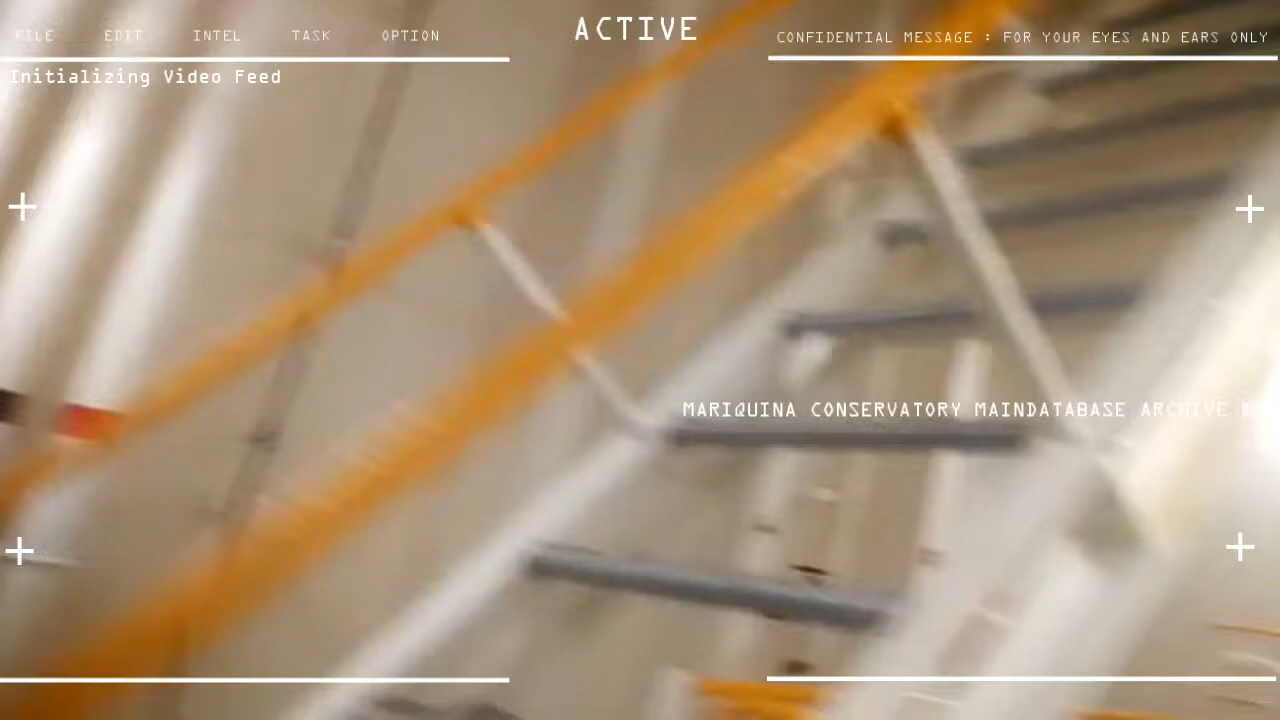 FILE EDIT INTEL TASK OPTION
ACTIVE
CONFIDENTIAL MESSAGE : FOR YOUR EYES AND EARS ONLY
Initializing Video Feed
MARIQUINA CONSERVATORY MAINDATABASE ARCHIVE